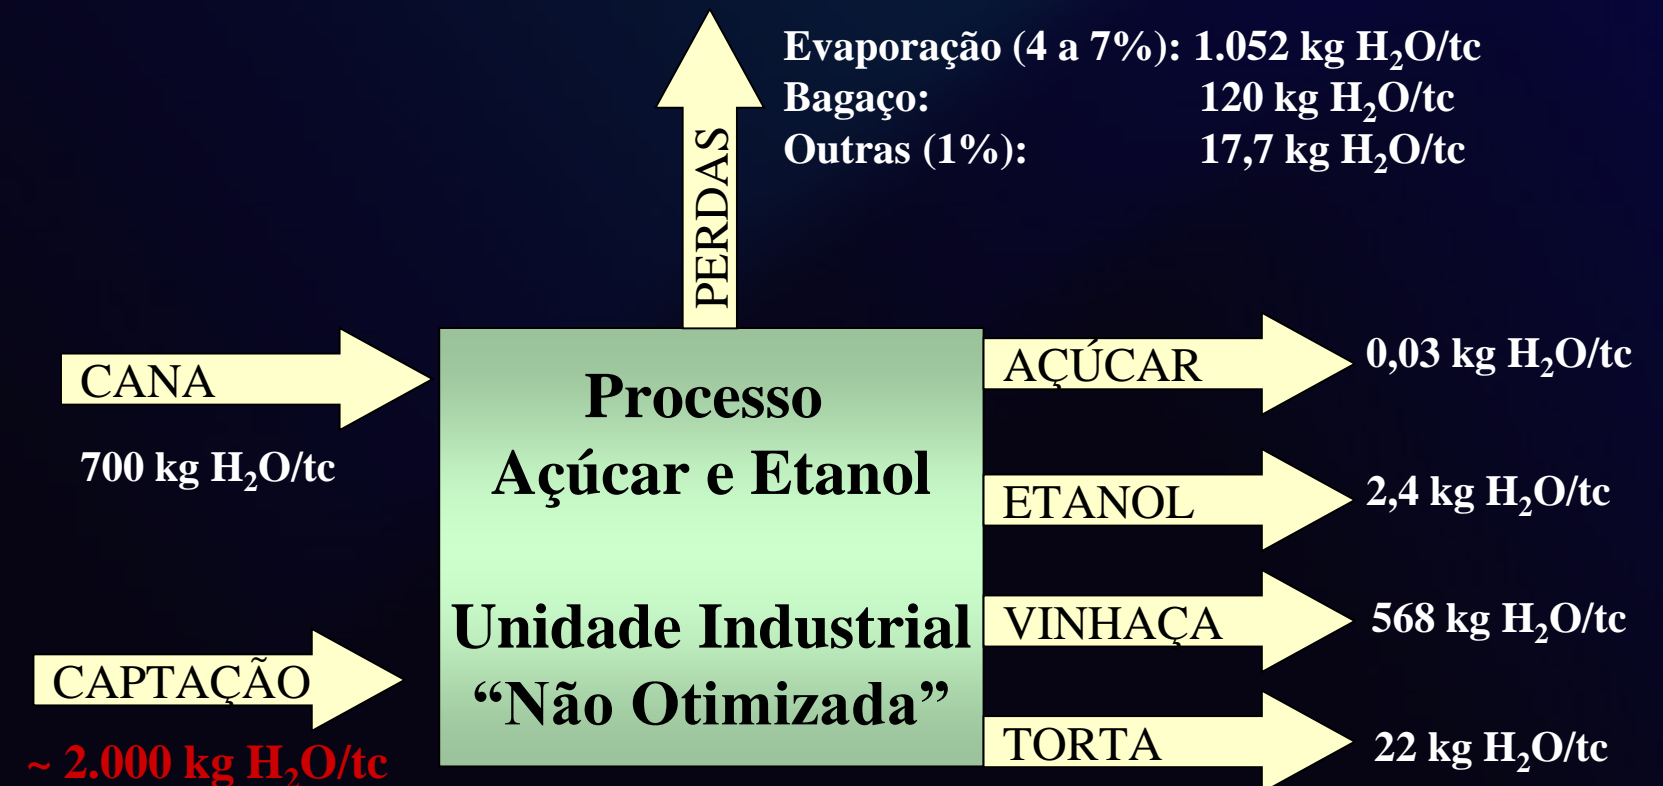 Evaporação (4 a 7%): 1.052 kg H₂O/tc
Bagaço: 120 kg H₂O/tc
Outras (1%): 17,7 kg H₂O/tc
PERDAS
CANA
700 kg H₂O/tc
CAPTAÇÃO
~ 2.000 kg H₂O/tc
Processo
Açúcar e Etanol
Unidade Industrial
“Não Otimizada”
AÇÚCAR
0,03 kg H₂O/tc
ETANOL
2,4 kg H₂O/tc
VINHAÇA
568 kg H₂O/tc
TORTA
22 kg H₂O/tc